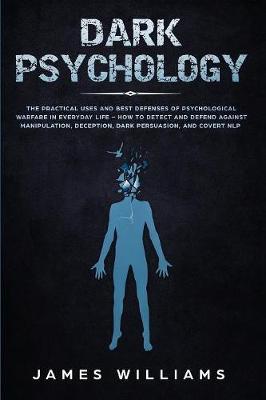 DARK
PSYCHOLOGY
THE PRACTICAL USES AND BEST DEFENSES OF PSYCHOLOGICAL
WARFARE IN EVERYDAY LIFE – HOW TO DETECT AND DEFEND AGAINST
MANIPULATION, DECEPTION, DARK PERSUASION, AND COVERT NLP
JAMES WILLIAMS